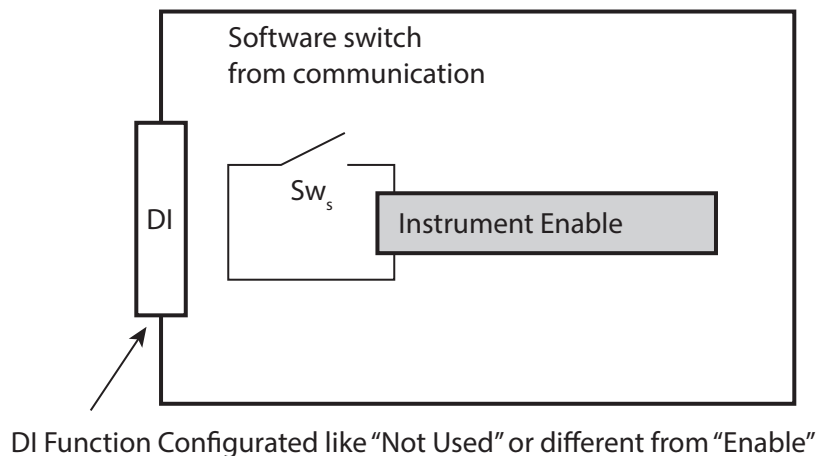 Software switch
from communication
Sws
DI
Instrument Enable
DI Function Configurated like “Not Used” or different from “Enable”